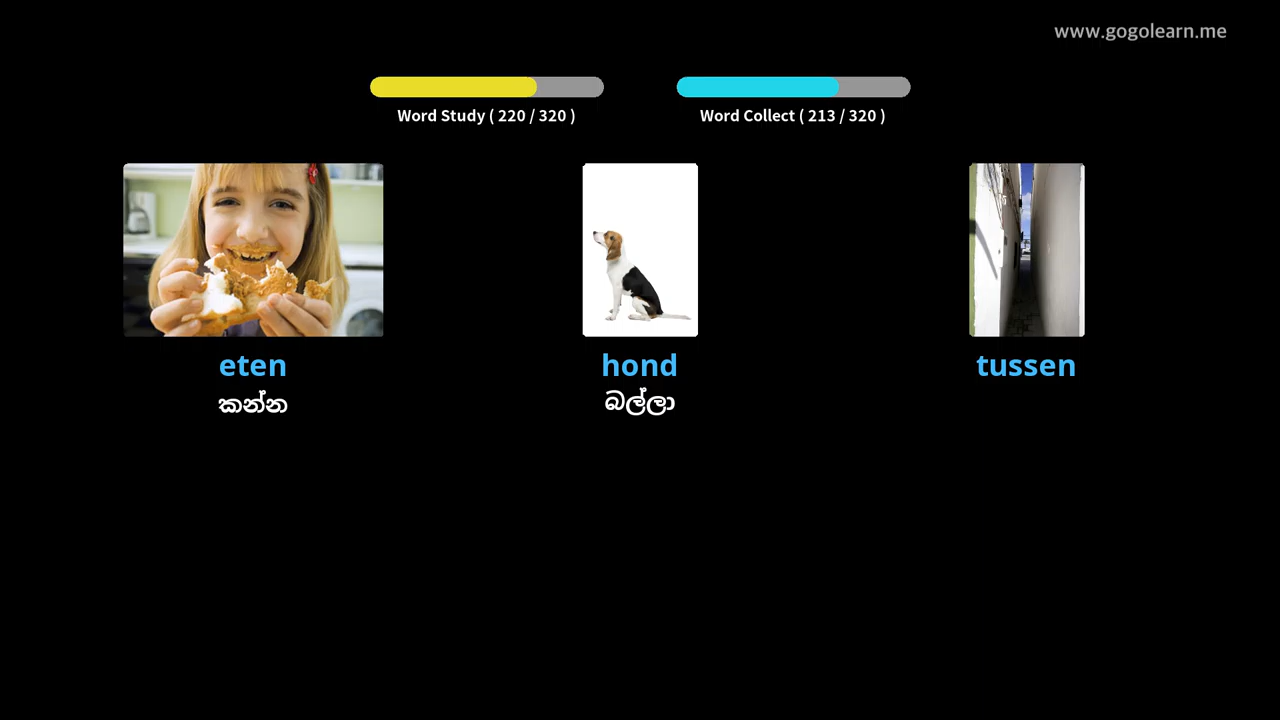 www.gogolearn.me
Word Study ( 220 / 320 )
Word Collect ( 213 / 320 )
eten
hond
tussen
කන්න
බල්ලා